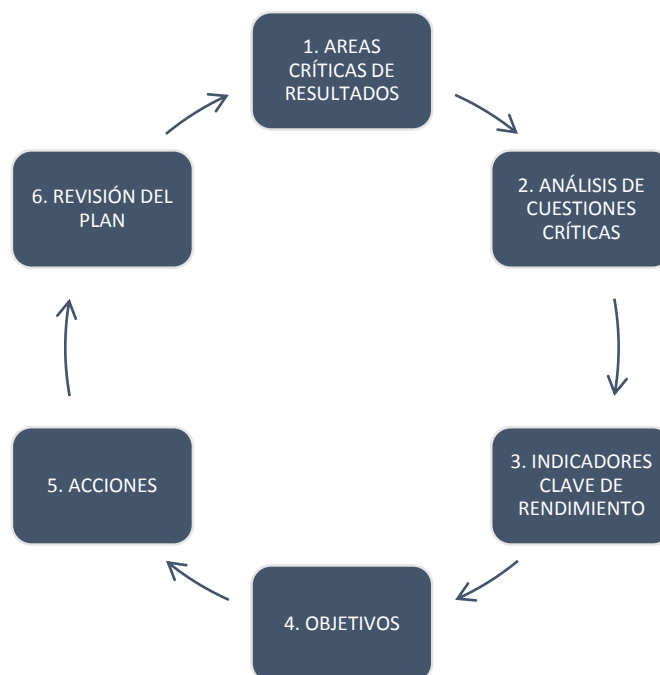 1. AREAS
CRÍTICAS DE
RESULTADOS
2. ANÁLISIS DE
CUESTIONES
CRÍTICAS
3. INDICADORES
CLAVE DE
RENDIMIENTO
4. OBJETIVOS
5. ACCIONES
6. REVISIÓN DEL
PLAN